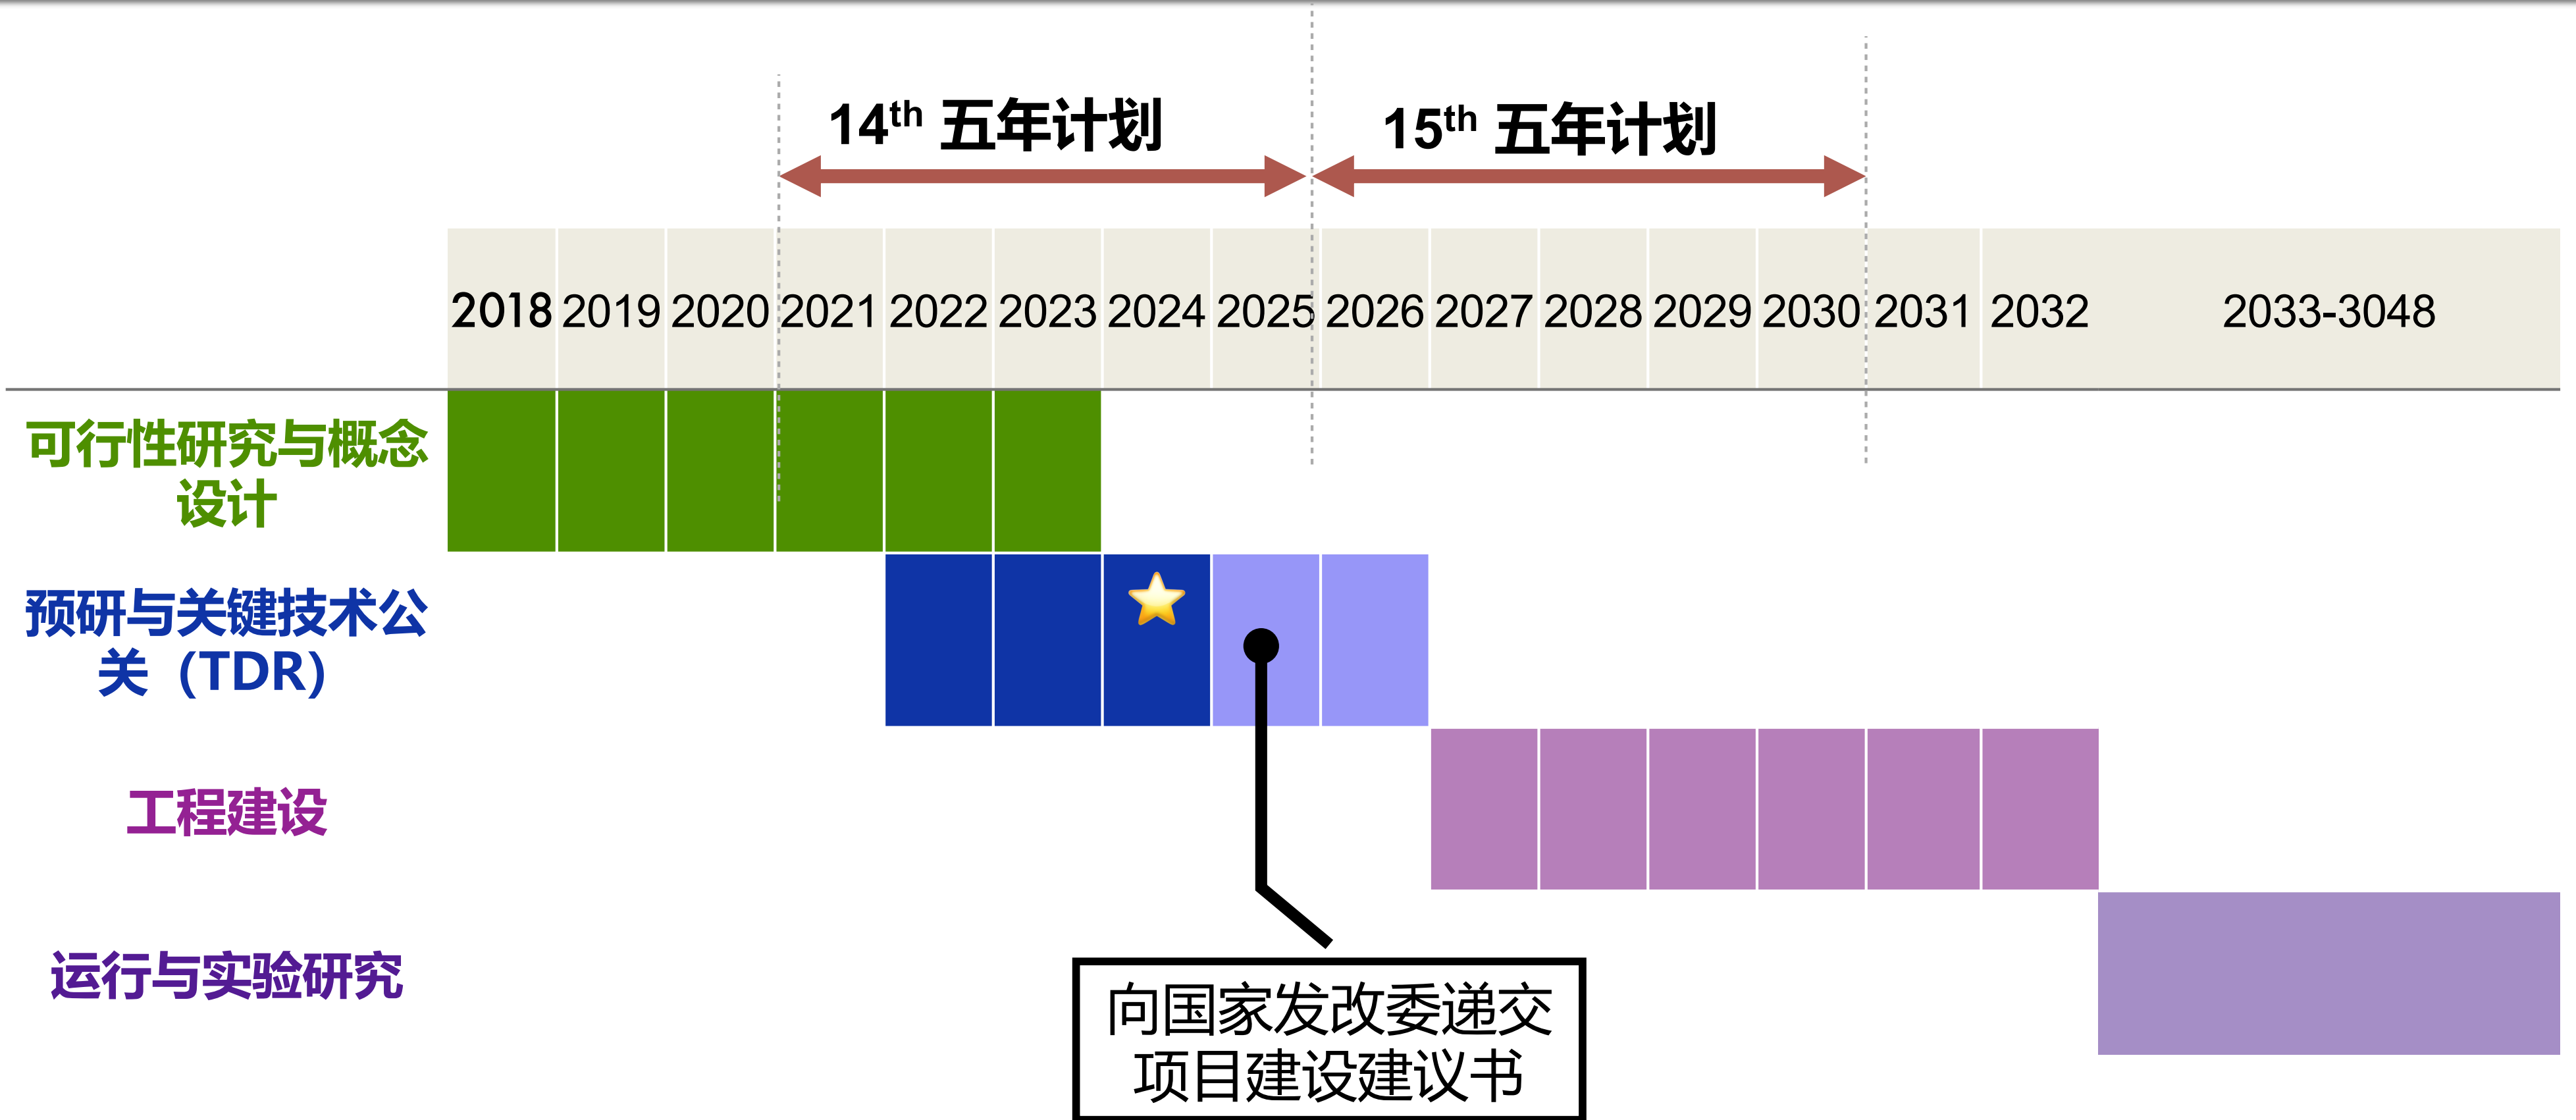 14th 五年计划
15th 五年计划
2018 2019 2020 2021 2022 2023 2024 2025 2026 2027 2028 2029 2030 2031 2032 2033-3048
可行性研究与概念
设计
预研与关键技术公
关（TDR）
工程建设
运行与实验研究
向国家发改委递交
项目建设建议书